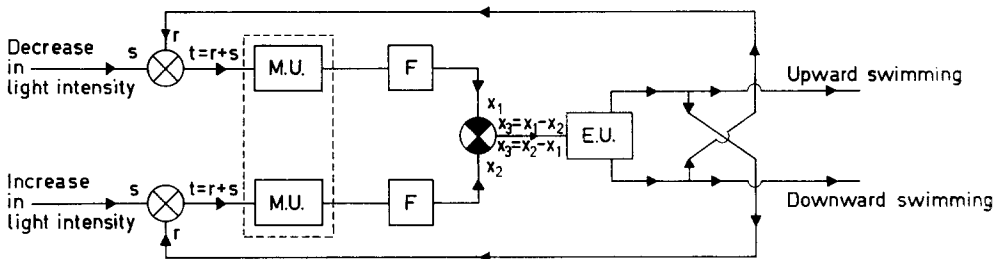 r
Decrease
in
light intensity
s
t=r+s
M.U.
F
x₁
x₃=x₁-x₂
x₃=x₂-x₁
x₂
E.U.
Upward swimming
Increase
in
light intensity
s
t=r+s
r
M.U.
F
Downward swimming